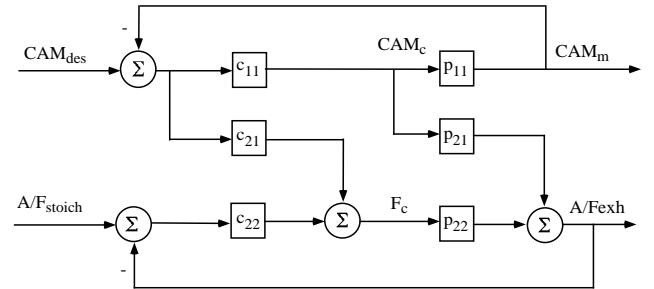 -
CAM_des
Σ
c_11
CAM_c
p_11
CAM_m
c_21
p_21
A/F_stoich
Σ
c_22
Σ
F_c
p_22
Σ
A/Fexh
-